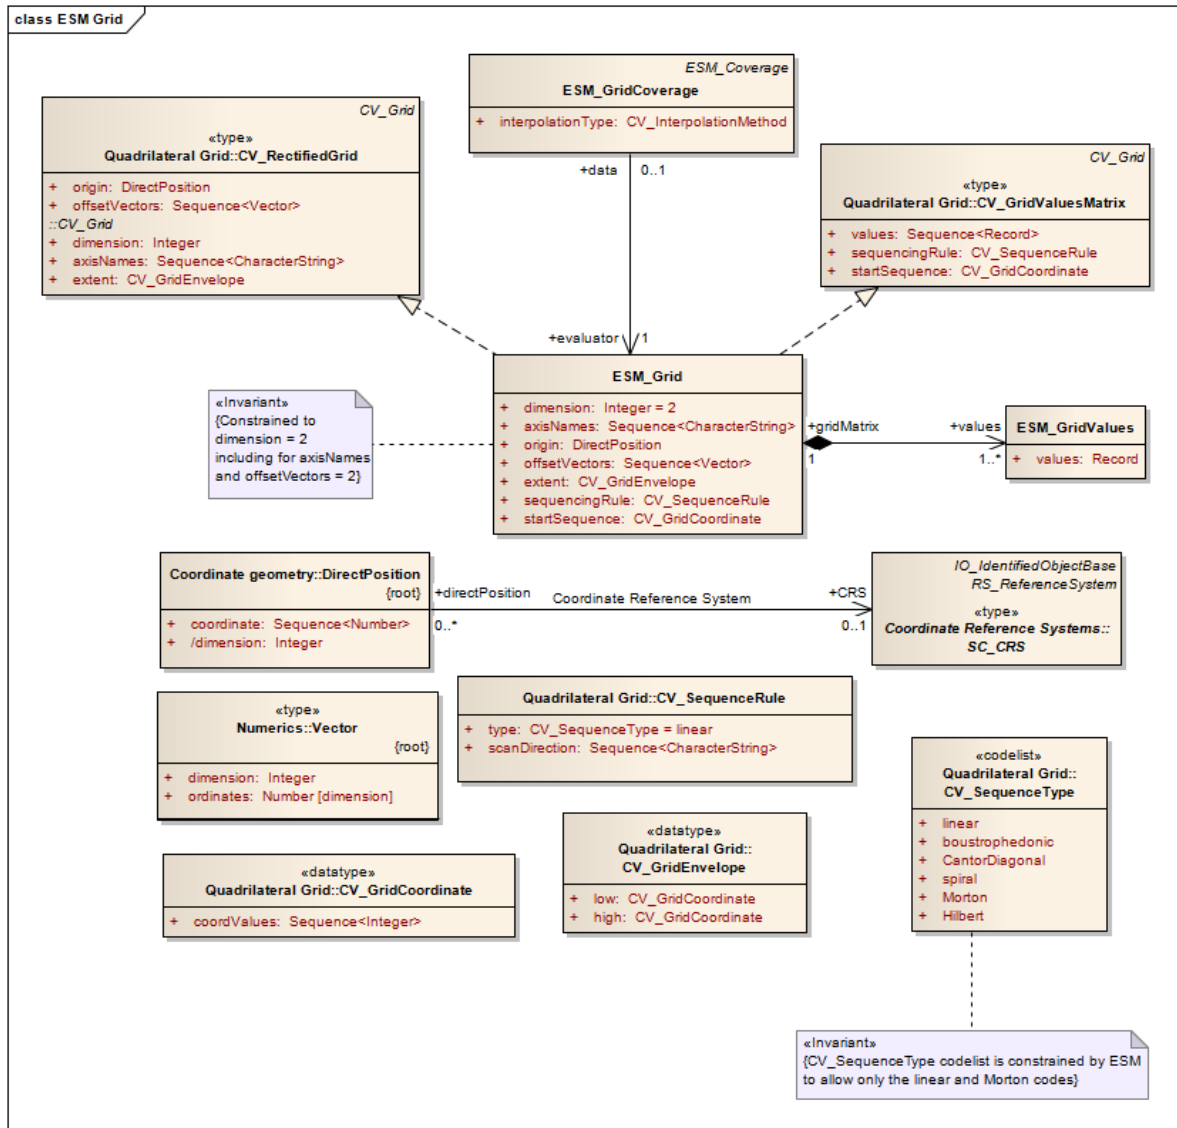 class ESM Grid
ESM_Coverage
ESM_GridCoverage
+ interpolationType: CV_InterpolationMethod
CV_Grid
«type»
Quadrilateral Grid::CV_RectifiedGrid
+ origin: DirectPosition
+ offsetVectors: Sequence<Vector>
::CV_Grid
+ dimension: Integer
+ axisNames: Sequence<CharacterString>
+ extent: CV_GridEnvelope
+data 0..1
CV_Grid
«type»
Quadrilateral Grid::CV_GridValuesMatrix
+ values: Sequence<Record>
+ sequencingRule: CV_SequenceRule
+ startSequence: CV_GridCoordinate
+evaluator 1
ESM_Grid
+ dimension: Integer = 2
+ axisNames: Sequence<CharacterString>
+ origin: DirectPosition
+ offsetVectors: Sequence<Vector>
+ extent: CV_GridEnvelope
+ sequencingRule: CV_SequenceRule
+ startSequence: CV_GridCoordinate
«Invariant»
{Constrained to
dimension = 2
including for axisNames
and offsetVectors = 2}
+gridMatrix +values
1 1..*
ESM_GridValues
+ values: Record
Coordinate geometry::DirectPosition
{root}
+ coordinate: Sequence<Number>
+ /dimension: Integer
+directPosition Coordinate Reference System +CRS
0..* 0..1
IO_IdentifiedObjectBase
RS_ReferenceSystem
«type»
Coordinate Reference Systems::
SC_CRS
«type»
Numerics::Vector
{root}
+ dimension: Integer
+ ordinates: Number [dimension]
Quadrilateral Grid::CV_SequenceRule
+ type: CV_SequenceType = linear
+ scanDirection: Sequence<CharacterString>
«codelist»
Quadrilateral Grid::
CV_SequenceType
+ linear
+ boustrophedonic
+ CantorDiagonal
+ spiral
+ Morton
+ Hilbert
«datatype»
Quadrilateral Grid::CV_GridCoordinate
+ coordValues: Sequence<Integer>
«datatype»
Quadrilateral Grid::
CV_GridEnvelope
+ low: CV_GridCoordinate
+ high: CV_GridCoordinate
«Invariant»
{CV_SequenceType codelist is constrained by ESM
to allow only the linear and Morton codes}